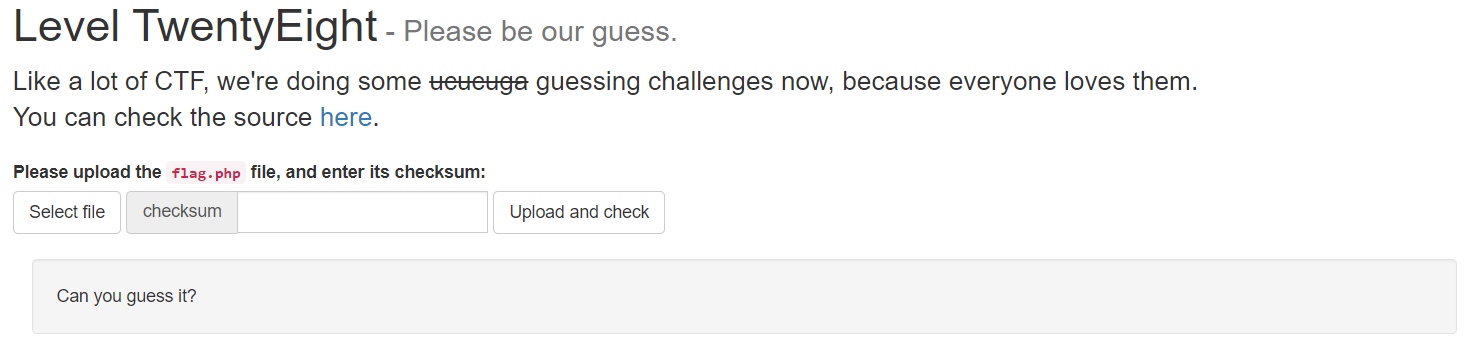 Level TwentyEight - Please be our guess.
Like a lot of CTF, we're doing some ucucuga guessing challenges now, because everyone loves them.
You can check the source here.
Please upload the flag.php file, and enter its checksum:
Select file checksum Upload and check
Can you guess it?